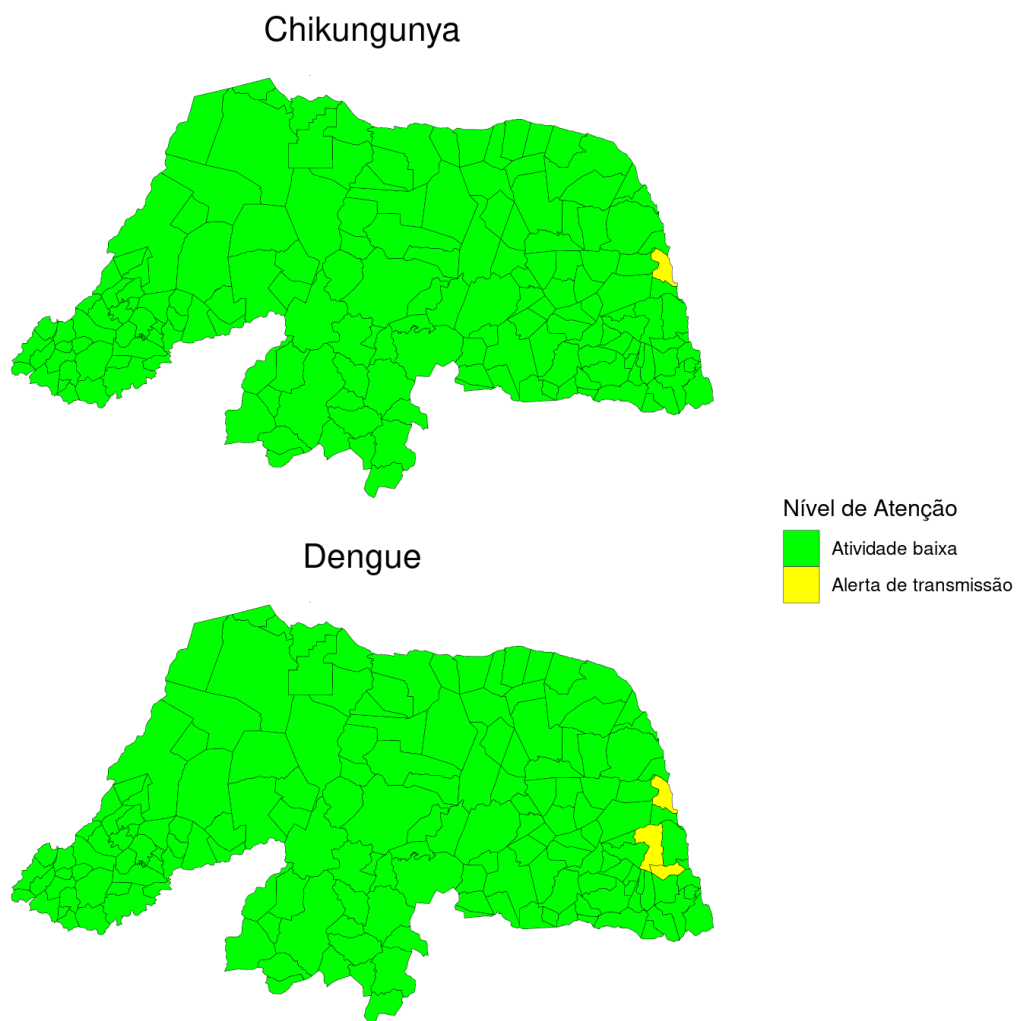 Chikungunya
Nível de Atenção
Atividade baixa
Alerta de transmissão
Dengue